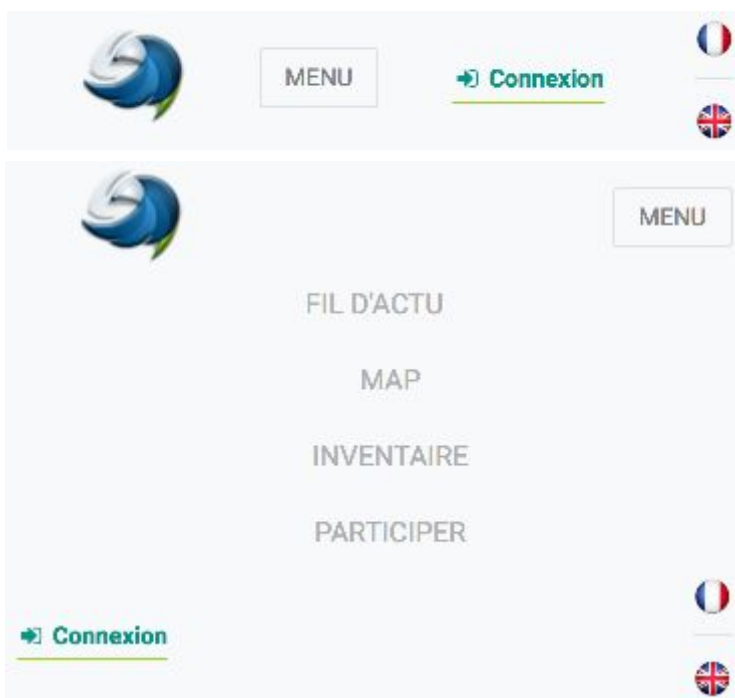 MENU
Connexion
MENU
FIL D'ACTU
MAP
INVENTAIRE
PARTICIPER
Connexion